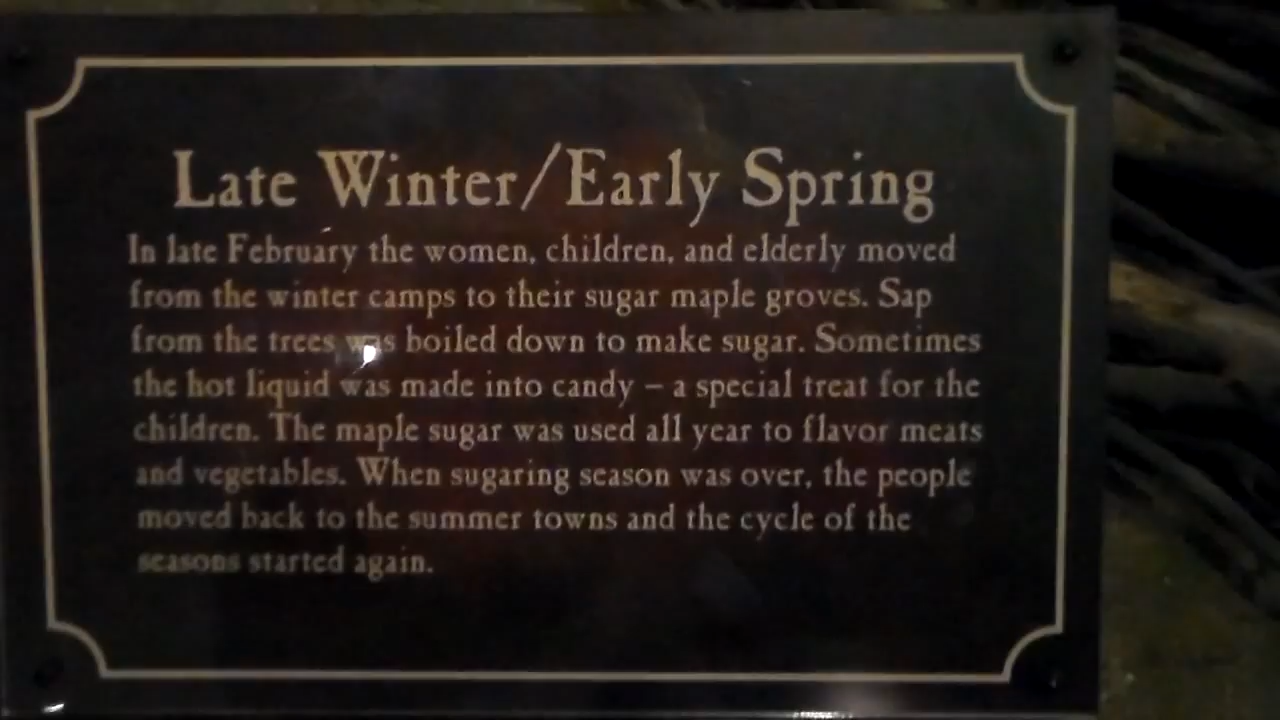 Late Winter/Early Spring
In late February the women, children, and elderly moved
from the winter camps to their sugar maple groves. Sap
from the trees was boiled down to make sugar. Sometimes
the hot liquid was made into candy – a special treat for the
children. The maple sugar was used all year to flavor meats
and vegetables. When sugaring season was over, the people
moved back to the summer towns and the cycle of the
seasons started again.